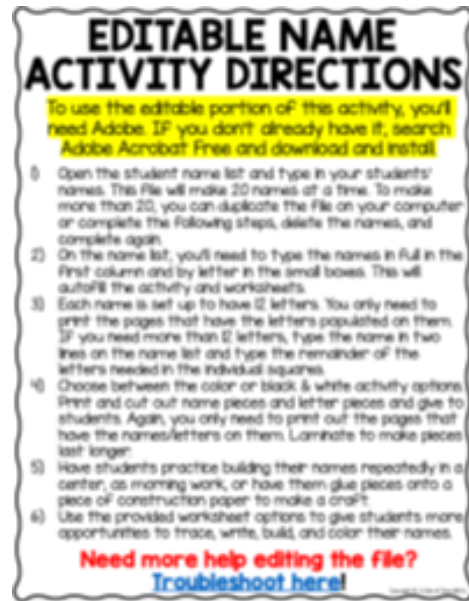 EDITABLE NAME
ACTIVITY DIRECTIONS
To use the editable portion of this activity, you'll
need Adobe. IF you don't already have it, search
Adobe Acrobat Free and download and install.
1) Open the student name list and type in your students'
names. This file will make 20 names at a time. To make
more than 20, you can duplicate the file on your computer
or complete the following steps, delete the names, and
complete again.
2) On the name list, you'll need to type the names in full in the
first column and by letter in the small boxes. This will
autofill the activity and worksheets.
3) Each name is set up to have 12 letters. You only need to
print the pages that have the letters populated on them.
IF you need more than 12 letters, type the name in two
lines on the name list and type the remainder of the
letters needed in the individual squares.
4) Choose between the color or black & white activity options.
Print and cut out name pieces and letter pieces and give to
students. Again, you only need to print out the pages that
have the names/letters on them. Laminate to make pieces
last longer.
5) Have students practice building their names repeatedly in a
center, as morning work, or have them glue pieces onto a
piece of construction paper to make a craft.
6) Use the provided worksheet options to give students more
opportunities to trace, write, build, and color their names.
Need more help editing the file?
Troubleshoot here!